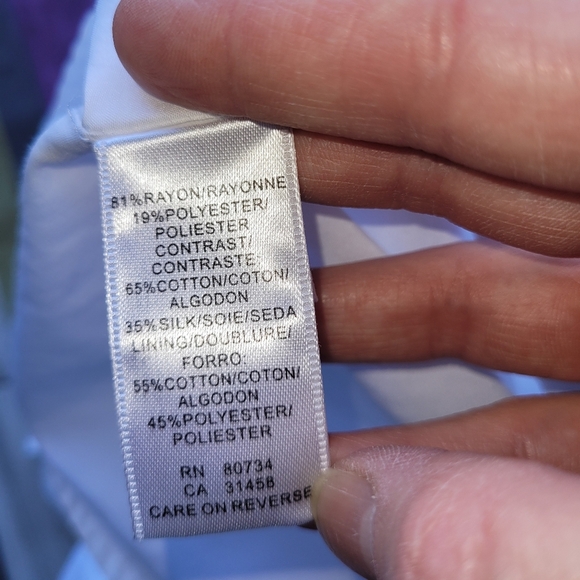 81%RAYON/RAYONNE
19%POLYESTER/
POLIESTER
CONTRAST/
CONTRASTE:
65%COTTON/COTON/
ALGODON
35%SILK/SOIE/SEDA
LINING/DOUBLURE/
FORRO:
55%COTTON/COTON/
ALGODON
45%POLYESTER/
POLIESTER
RN 80734
CA 31458
CARE ON REVERSE